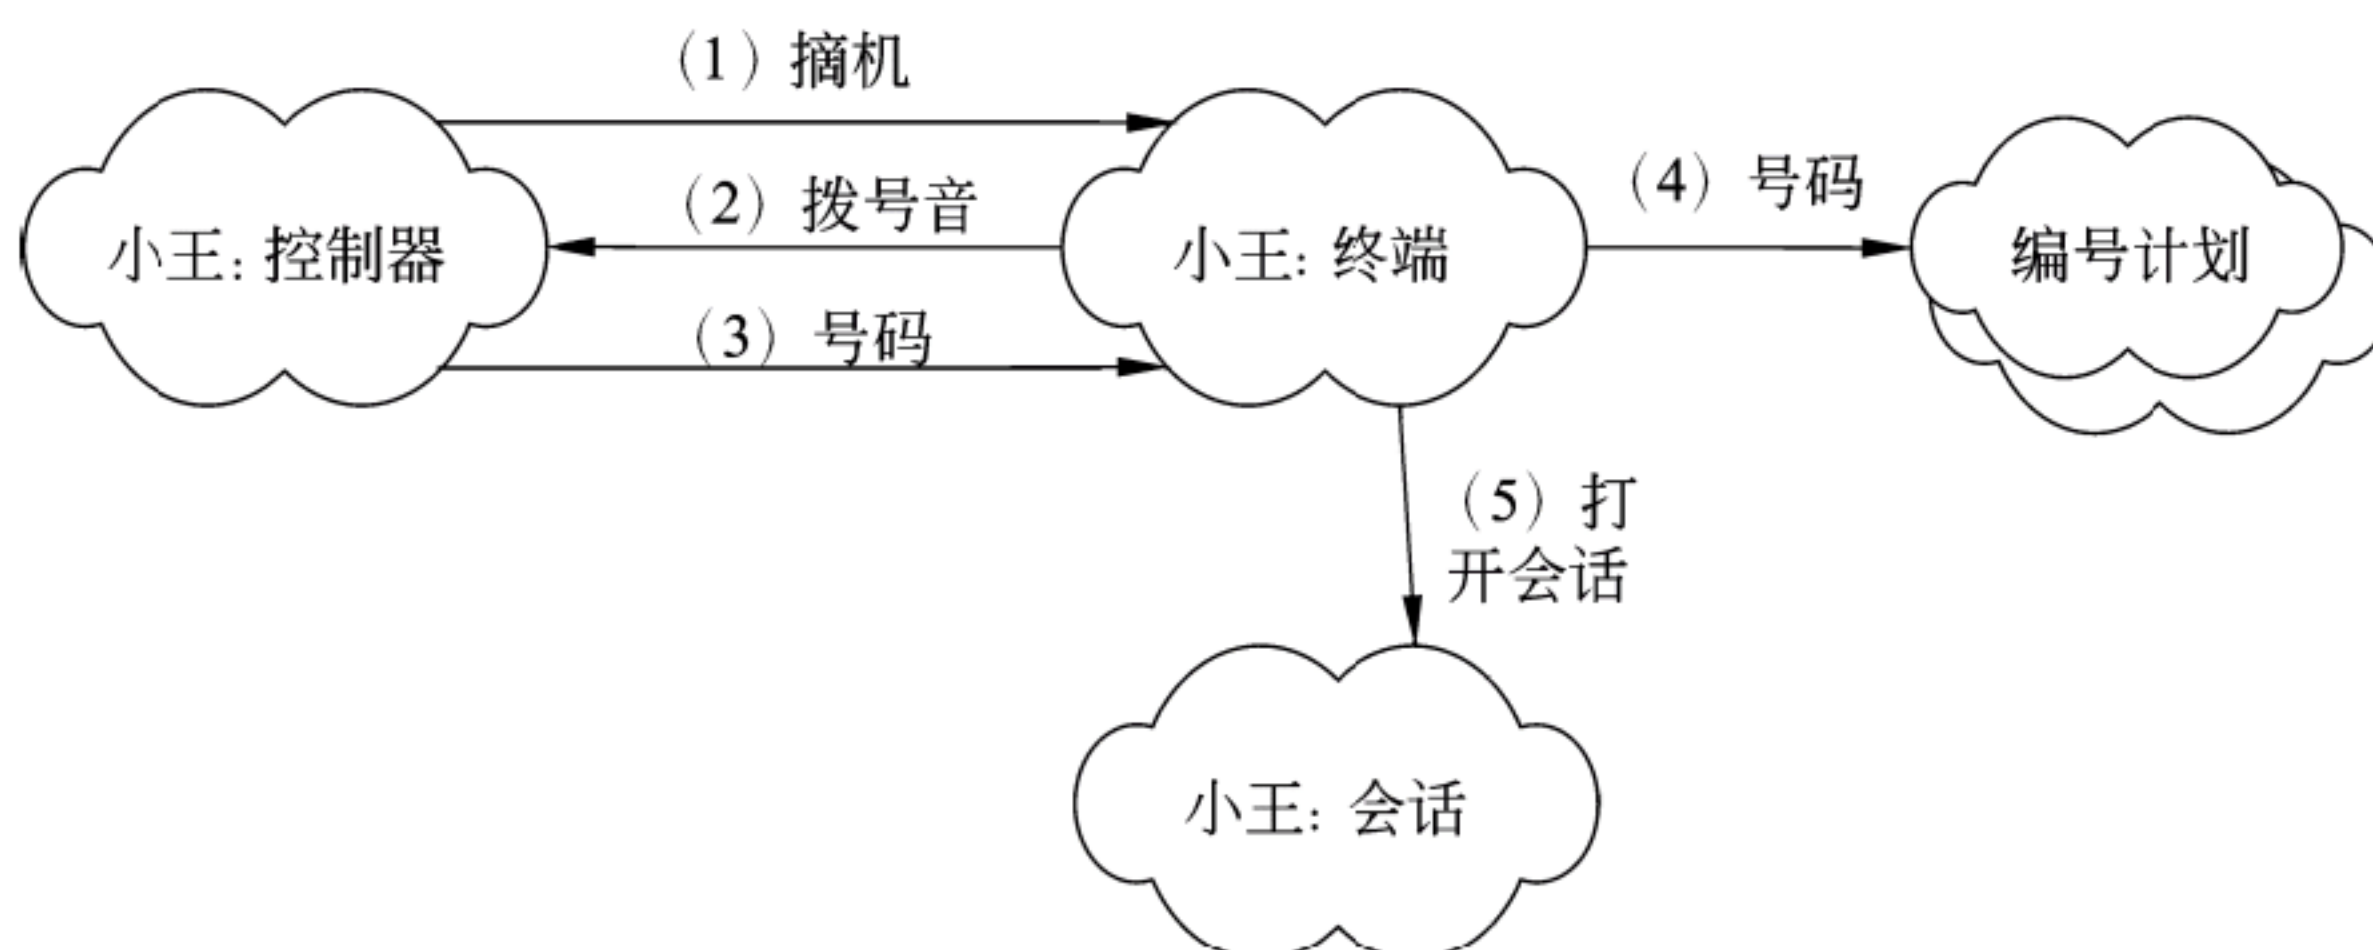 （1）摘机
（2）拨号音
（4）号码
小王：控制器
小王：终端
编号计划
（3）号码
（5）打
开会话
小王：会话